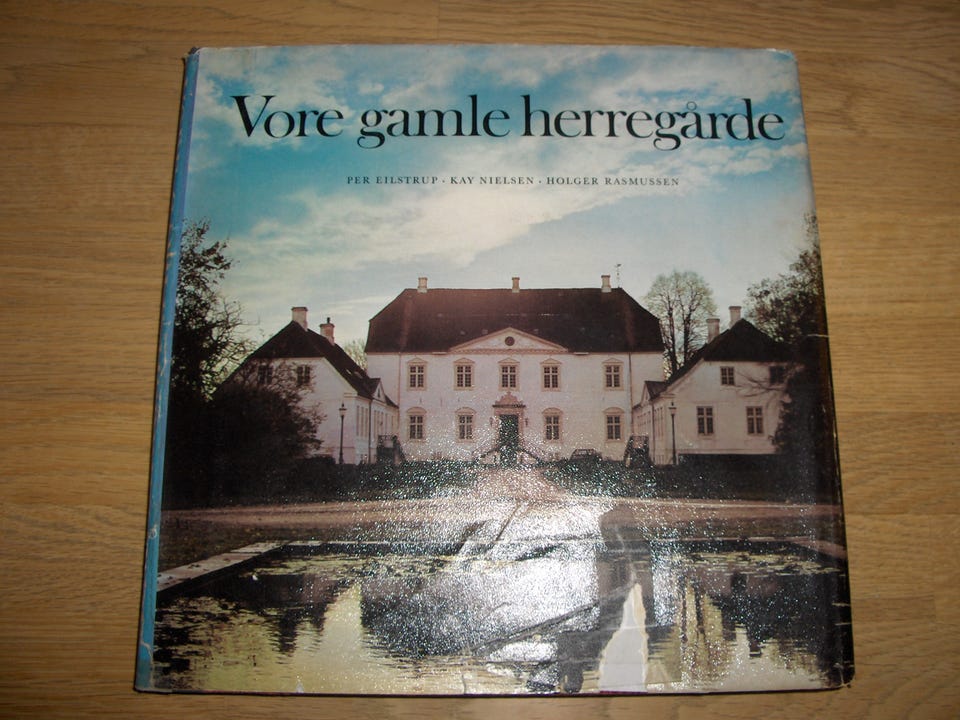 Vore gamle herregårde
PER EILSTRUP · KAY NIELSEN · HOLGER RASMUSSEN